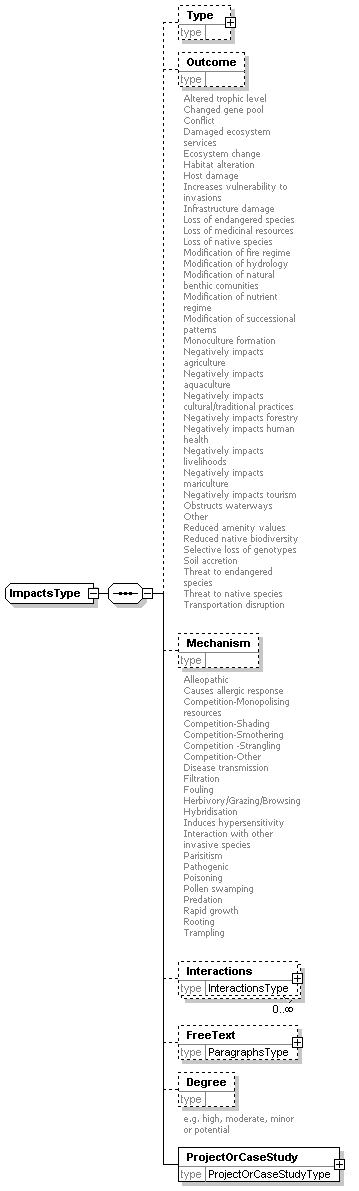 Type
type
Outcome
type
Altered trophic level
Changed gene pool
Conflict
Damaged ecosystem
services
Ecosystem change
Habitat alteration
Host damage
Increases vulnerability to
invasions
Infrastructure damage
Loss of endangered species
Loss of medicinal resources
Loss of native species
Modification of fire regime
Modification of hydrology
Modification of natural
benthic comunities
Modification of nutrient
regime
Modification of successional
patterns
Monoculture formation
Negatively impacts
agriculture
Negatively impacts
aquaculture
Negatively impacts
cultural/traditional practices
Negatively impacts forestry
Negatively impacts human
health
Negatively impacts
livelihoods
Negatively impacts
mariculture
Negatively impacts tourism
Obstructs waterways
Other
Reduced amenity values
Reduced native biodiversity
Selective loss of genotypes
Soil accretion
Threat to endangered
species
Threat to native species
Transportation disruption
ImpactsType
Mechanism
type
Alleopathic
Causes allergic response
Competition-Monopolising
resources
Competition-Shading
Competition-Smothering
Competition -Strangling
Competition-Other
Disease transmission
Filtration
Fouling
Herbivory/Grazing/Browsing
Hybridisation
Induces hypersensitivity
Interaction with other
invasive species
Parisitism
Pathogenic
Poisoning
Pollen swamping
Predation
Rapid growth
Rooting
Trampling
Interactions
type InteractionsType
0..∞
FreeText
type ParagraphsType
Degree
type
e.g. high, moderate, minor
or potential
ProjectOrCaseStudy
type ProjectOrCaseStudyType